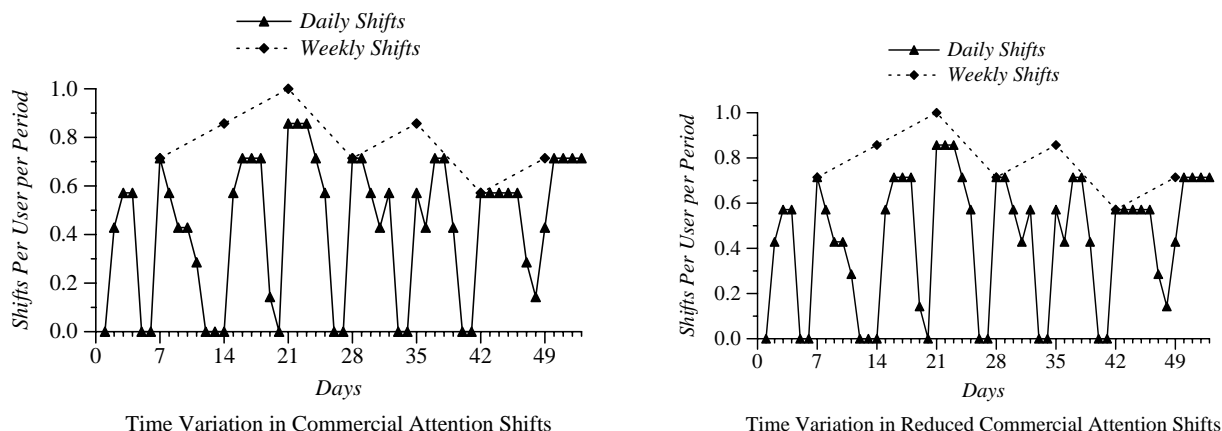 Daily Shifts
Weekly Shifts
Shifts Per User per Period
1.0
0.8
0.6
0.4
0.2
0.0
0 7 14 21 28 35 42 49
Days
Time Variation in Commercial Attention Shifts
Daily Shifts
Weekly Shifts
Shifts Per User per Period
1.0
0.8
0.6
0.4
0.2
0.0
0 7 14 21 28 35 42 49
Days
Time Variation in Reduced Commercial Attention Shifts